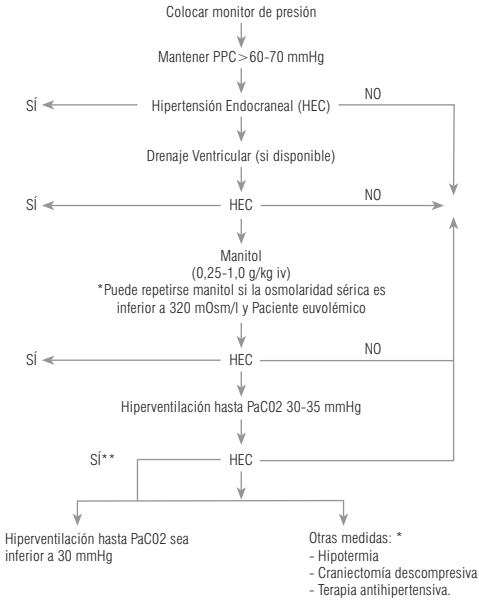 Colocar monitor de presión
Mantener PPC>60-70 mmHg
SÍ
Hipertensión Endocraneal (HEC)
NO
Drenaje Ventricular (si disponible)
SÍ
HEC
NO
Manitol
(0,25-1,0 g/kg iv)
*Puede repetirse manitol si la osmolaridad sérica es
inferior a 320 mOsm/l y Paciente euvolémico
SÍ
HEC
NO
Hiperventilación hasta PaC02 30-35 mmHg
SÍ**
HEC
Hiperventilación hasta PaC02 sea
inferior a 30 mmHg
Otras medidas: *
- Hipotermia
- Craniectomía descompresiva
- Terapia antihipertensiva.